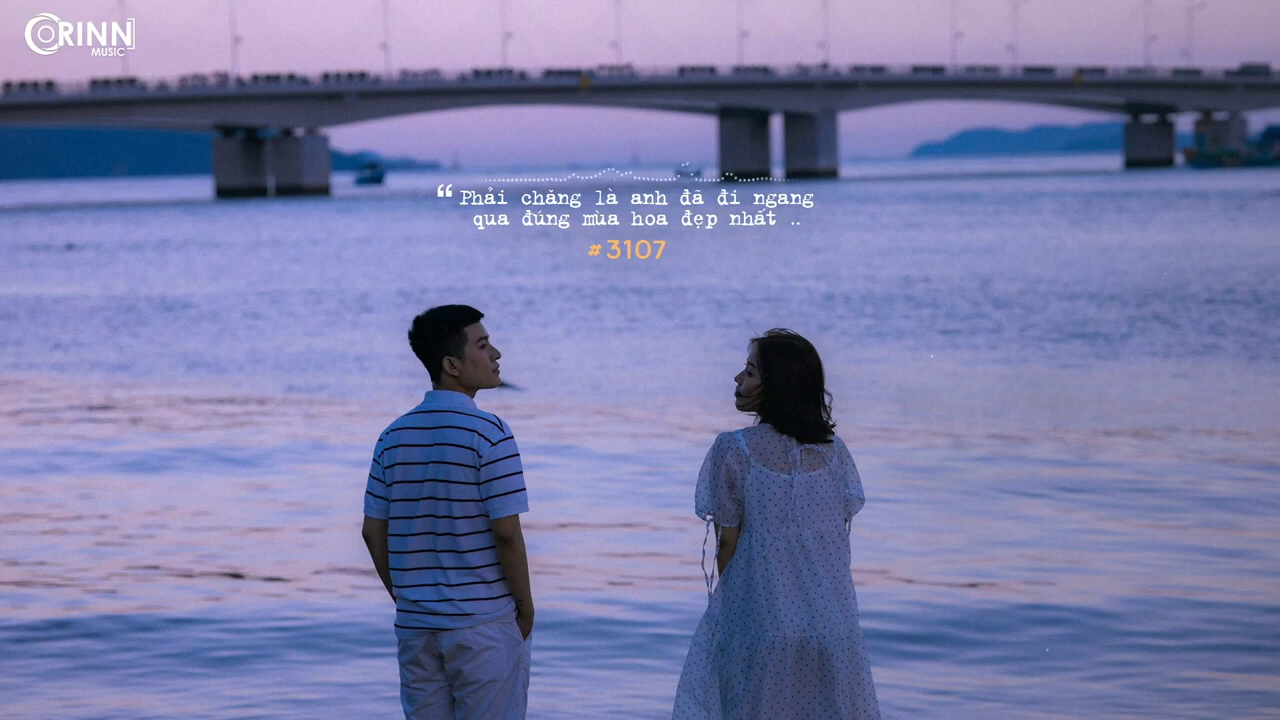 ORINN
MUSIC
“ Phải chăng là anh đã đi ngang
qua đúng mùa hoa đẹp nhất ..
#3107